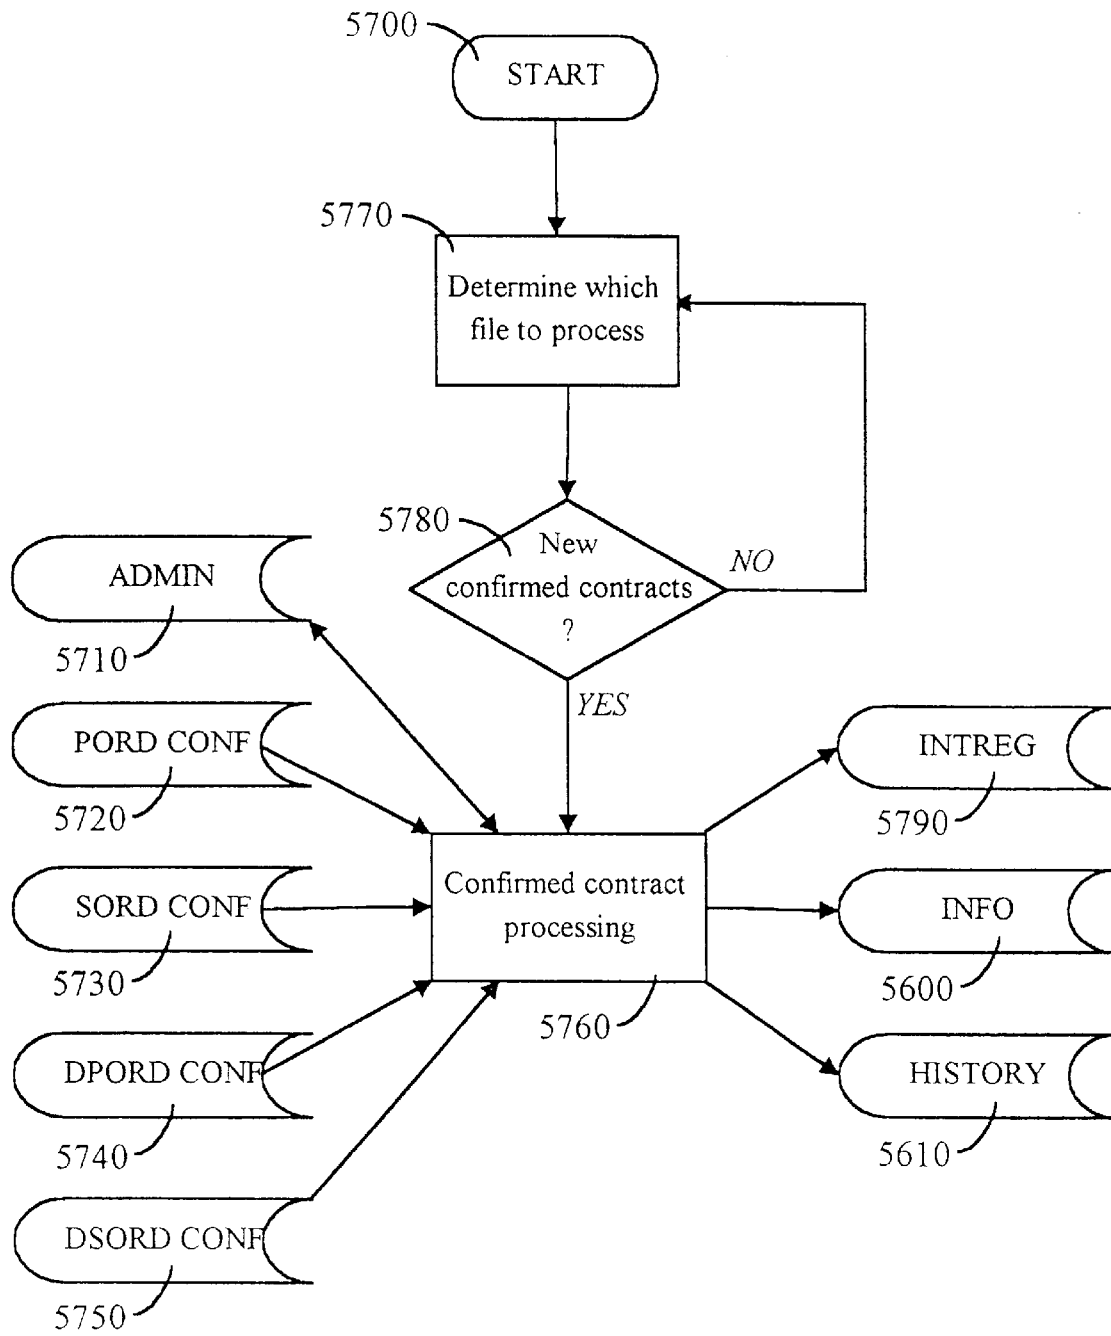 5700
START
5770
Determine which
file to process
5780
New
confirmed contracts
?
NO
YES
ADMIN
5710
PORD CONF
5720
SORD CONF
5730
DPORD CONF
5740
DSORD CONF
5750
Confirmed contract
processing
5760
INTREG
5790
INFO
5600
HISTORY
5610